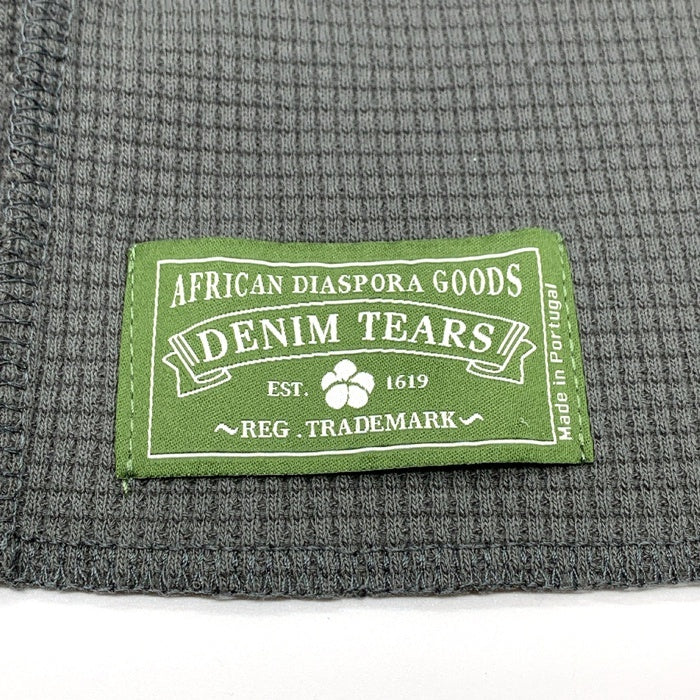 AFRICAN DIASPORA GOODS
DENIM TEARS
EST. 1619
~REG .TRADEMARK~
Made in Portugal